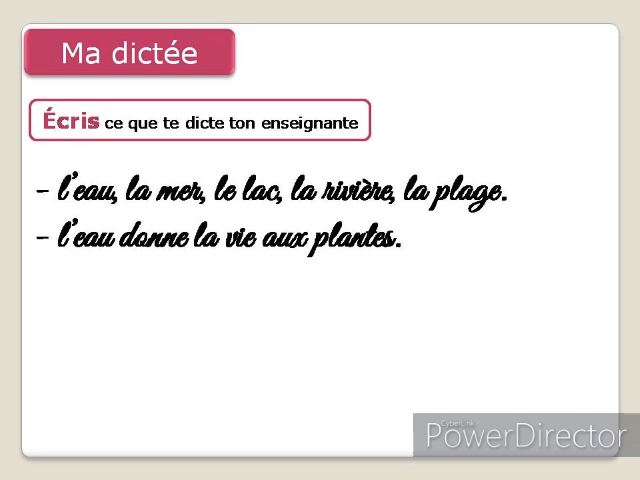 Ma dictée
Écris ce que te dicte ton enseignante
- l'eau, la mer, le lac, la rivière, la plage.
- l'eau donne la vie aux plantes.
CyberLink
PowerDirector